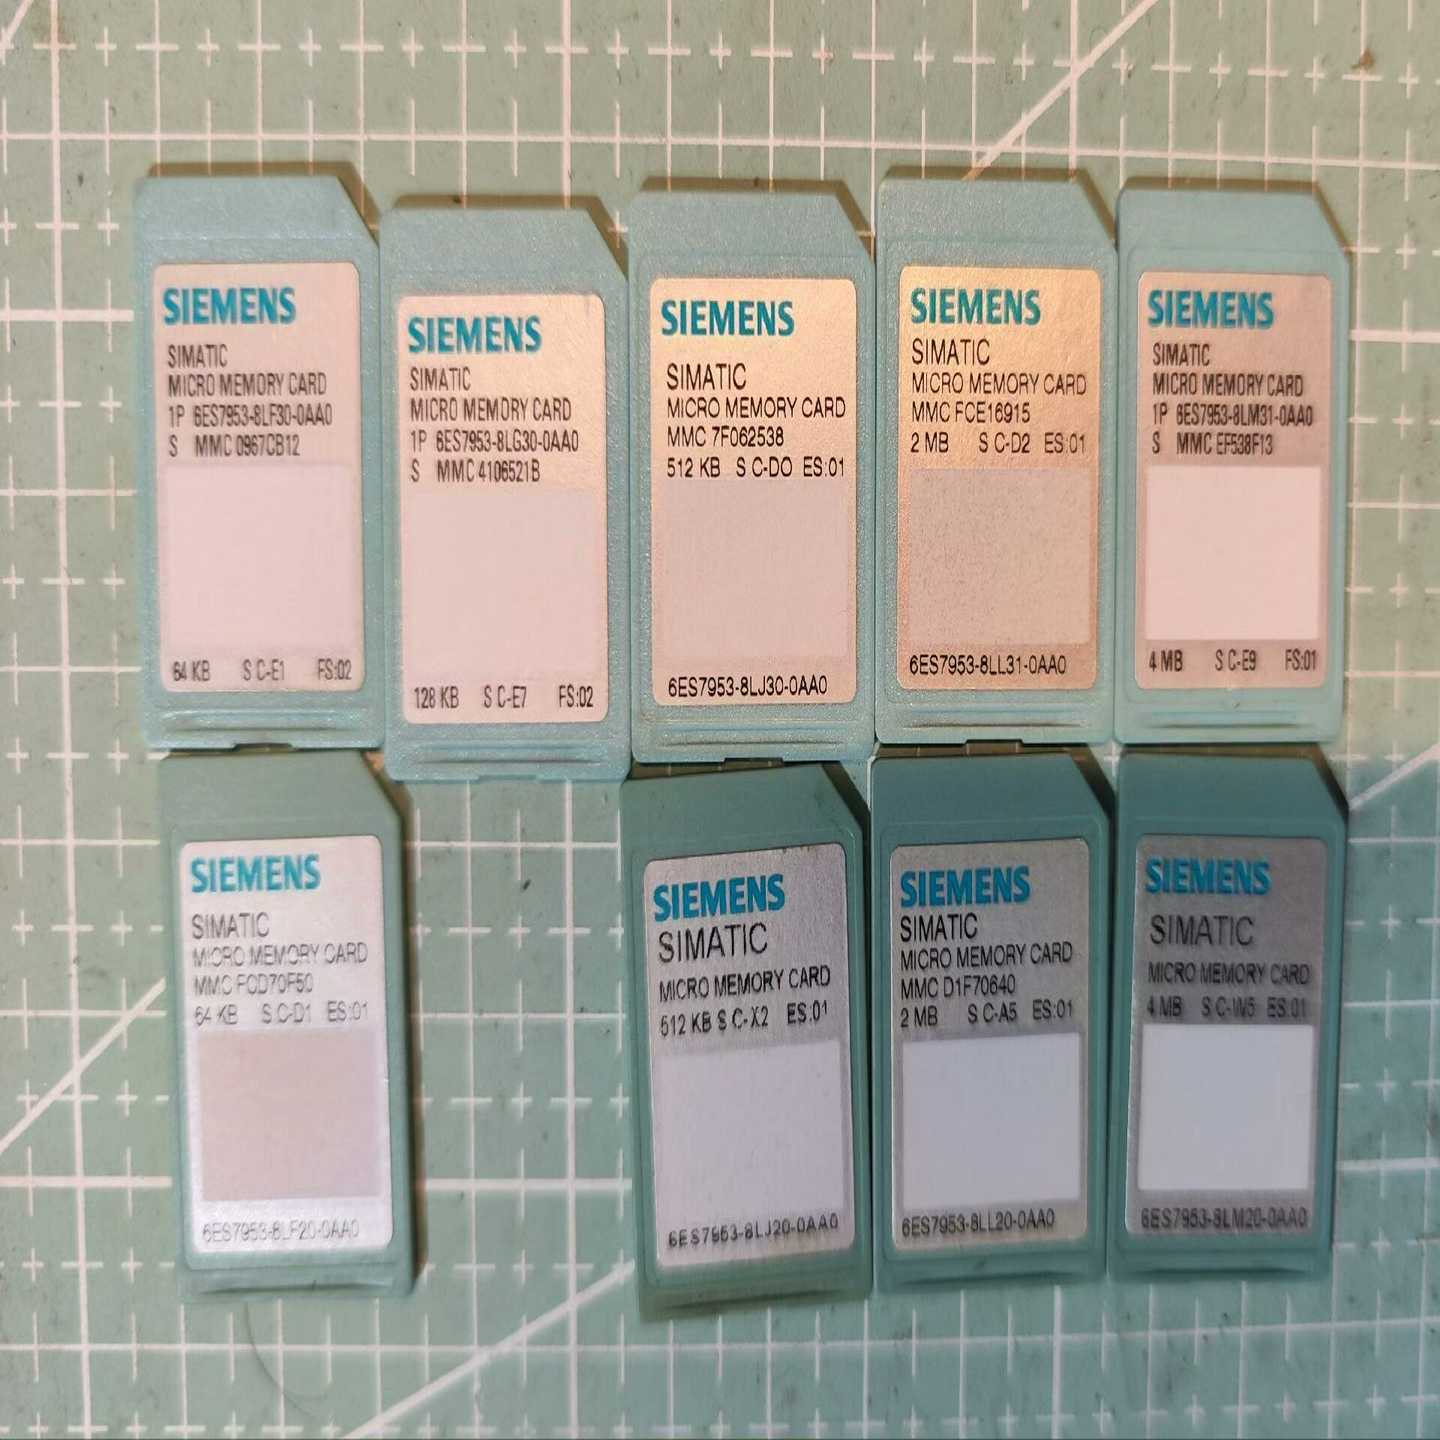 SIEMENS
SIMATIC
MICRO MEMORY CARD
1P 6ES7953-8LF30-0AA0
S MMC 0967CB12
64 KB S C-E1 FS:02
SIEMENS
SIMATIC
MICRO MEMORY CARD
1P 6ES7953-8LG30-0AA0
S MMC 4106521B
128 KB S C-E7 FS:02
SIEMENS
SIMATIC
MICRO MEMORY CARD
MMC 7F062538
512 KB S C-DO ES:01
6ES7953-8LJ30-0AA0
SIEMENS
SIMATIC
MICRO MEMORY CARD
MMC FCE16915
2 MB S C-D2 ES:01
6ES7953-8LL31-0AA0
SIEMENS
SIMATIC
MICRO MEMORY CARD
1P 6ES7953-8LM31-0AA0
S MMC EF538F13
4 MB S C-E9 FS:01
SIEMENS
SIMATIC
MICRO MEMORY CARD
MMC FCD70F50
64 KB S C-D1 ES:01
6ES7953-8LF20-0AA0
SIEMENS
SIMATIC
MICRO MEMORY CARD
512 KB S C-X2 ES:01
6ES7953-8LJ20-0AA0
SIEMENS
SIMATIC
MICRO MEMORY CARD
MMC D1F70640
2 MB S C-A5 ES:01
6ES7953-8LL20-0AA0
SIEMENS
SIMATIC
MICRO MEMORY CARD
4 MB S C-W5 ES:01
6ES7953-8LM20-0AA0